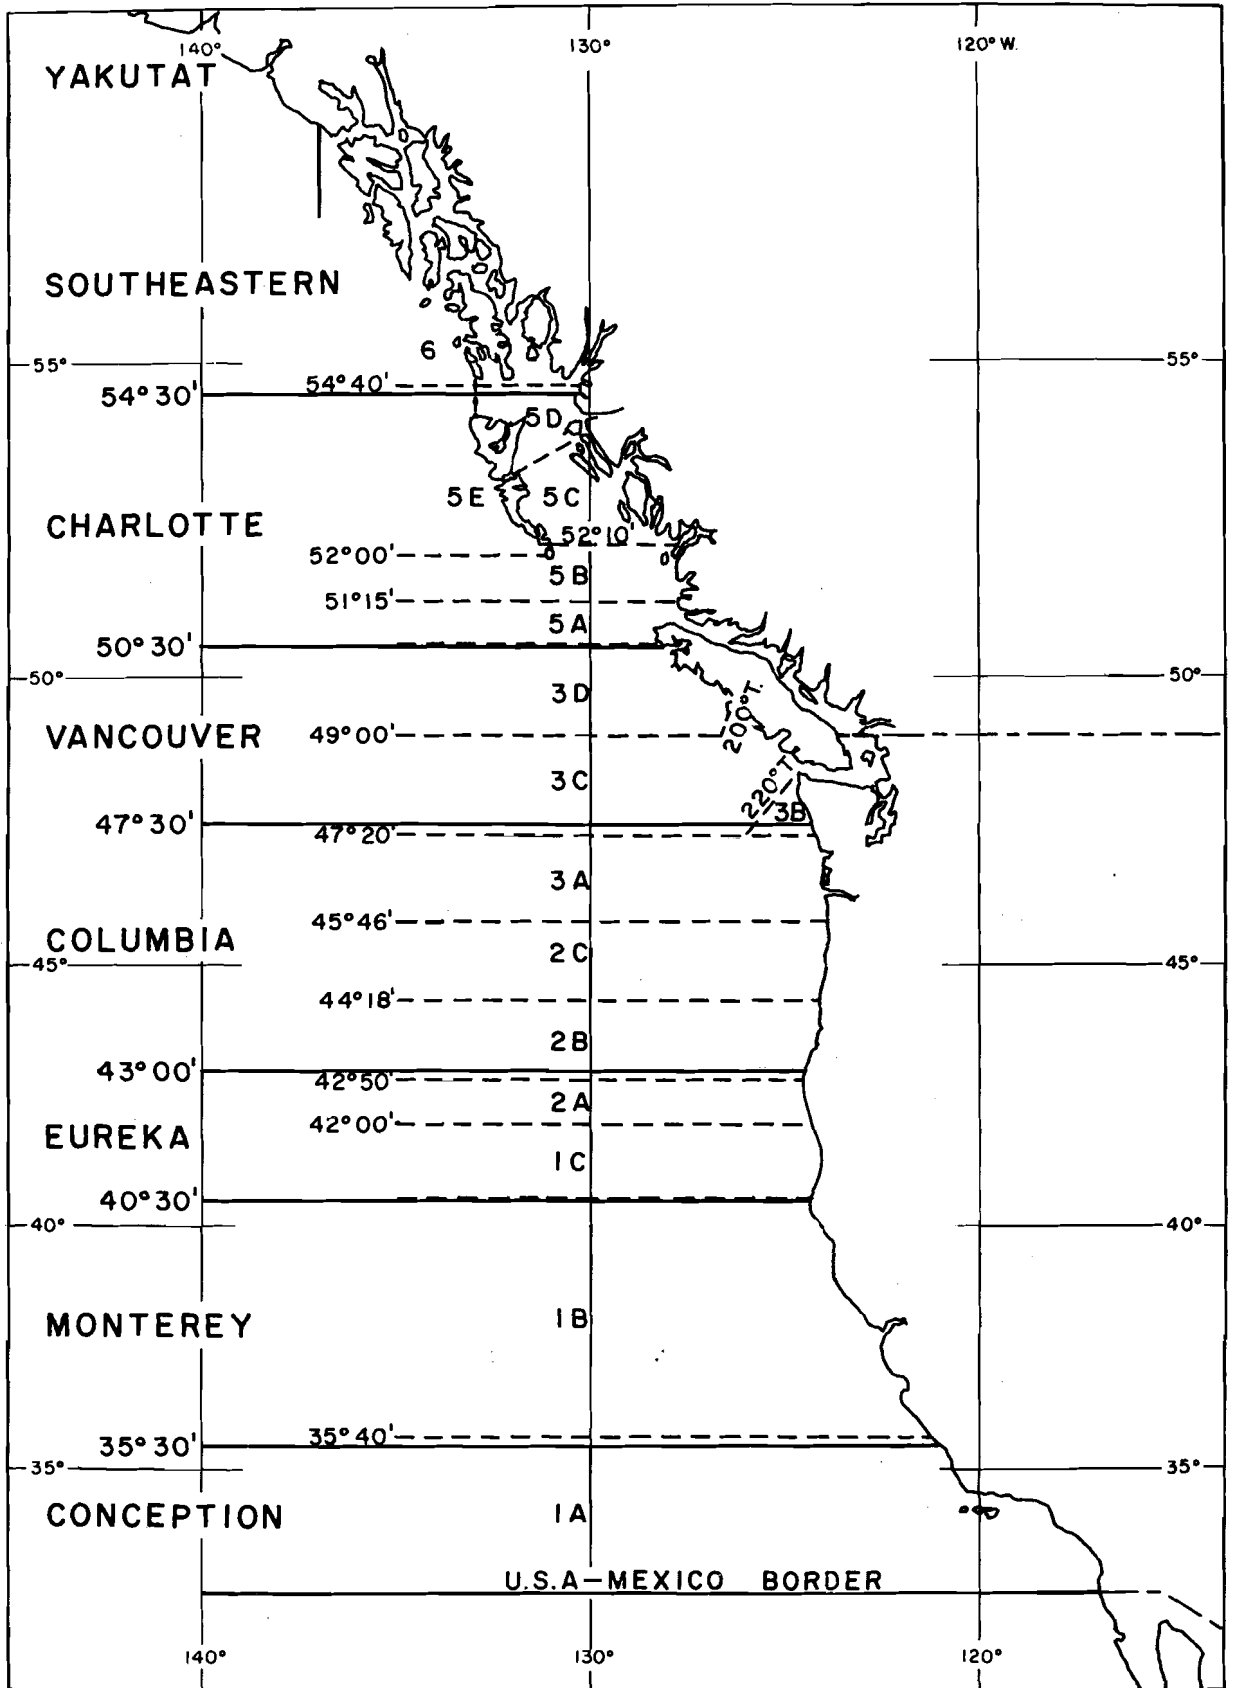 140° 130° 120° W.
YAKUTAT
SOUTHEASTERN
6
55° 55°
54°40'
54°30'
5D
5E 5C
CHARLOTTE
52°10'
52°00'
5B
51°15'
5A
50°30'
50° 50°
3D
200°T.
VANCOUVER 49°00'
3C
220°T.
3B
47°30'
47°20'
3A
45°46'
COLUMBIA
2C
45° 45°
44°18'
2B
43°00'
42°50'
2A
42°00'
EUREKA
1C
40°30'
40° 40°
MONTEREY 1B
35°40'
35°30'
35° 35°
CONCEPTION 1A
U.S.A-MEXICO BORDER
140° 130° 120°